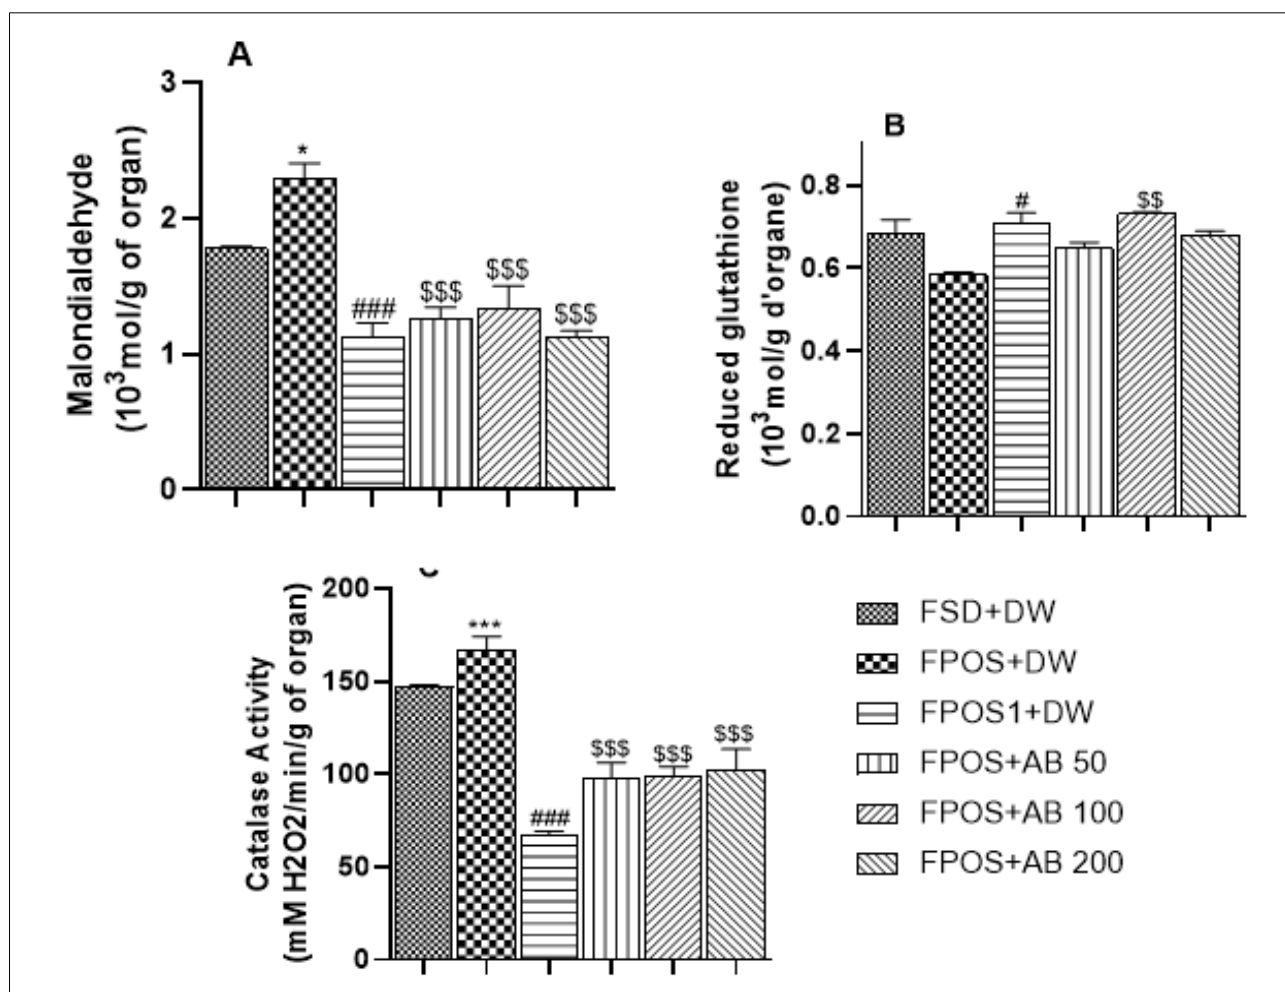 A
Malondialdehyde
(10³mol/g of organ)
3
2
1
0
*
###
$$$
$$$
$$$
B
Reduced glutathione
(10³mol/g d'organe)
0.8
0.6
0.4
0.2
0.0
#
$$
Catalase Activity
(mM H2O2/min/g of organ)
200
150
100
50
0
***
###
$$$
$$$
$$$
FSD+DW
FPOS+DW
FPOS1+DW
FPOS+AB 50
FPOS+AB 100
FPOS+AB 200